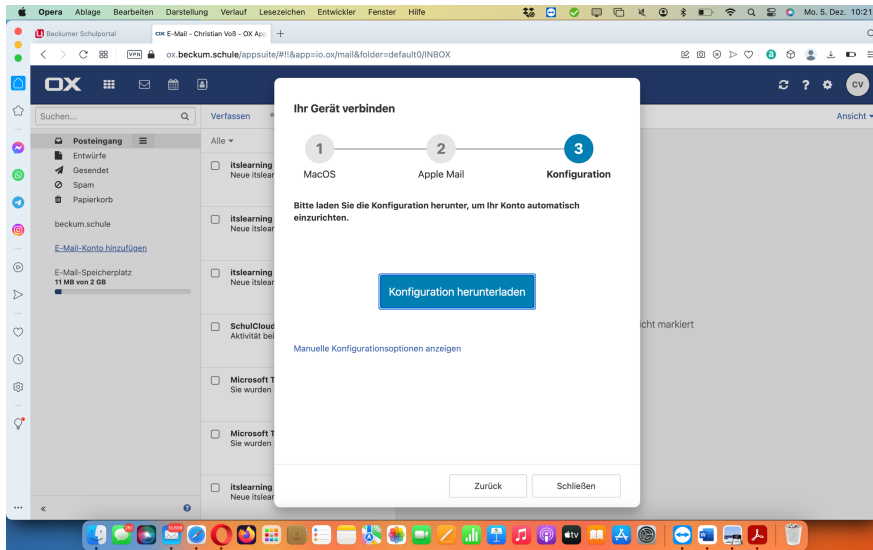 Opera Ablage Bearbeiten Darstellung Verlauf Lesezeichen Entwickler Fenster Hilfe Mo. 5. Dez. 10:21
Beckumer Schulportal
OX E-Mail - Christian Voß - OX App
VPN ox.beckum.schule/appsuite/#!!&app=io.ox/mail&folder=default0/INBOX
OX
? CV
Suchen...
Verfassen
Ansicht
Posteingang
Entwürfe
Gesendet
Spam
Papierkorb
beckum.schule
E-Mail-Konto hinzufügen
E-Mail-Speicherplatz
11 MB von 2 GB
Alle
itslearning
Neue itslear
itslearning
Neue itslear
itslearning
Neue itslear
SchulCloud
Aktivität bei
Microsoft T
Sie wurden
Microsoft T
Sie wurden
itslearning
Neue itslear
Ihr Gerät verbinden
1 2 3
MacOS Apple Mail Konfiguration
Bitte laden Sie die Konfiguration herunter, um Ihr Konto automatisch
einzurichten.
Konfiguration herunterladen
Manuelle Konfigurationsoptionen anzeigen
Zurück Schließen
icht markiert
tv